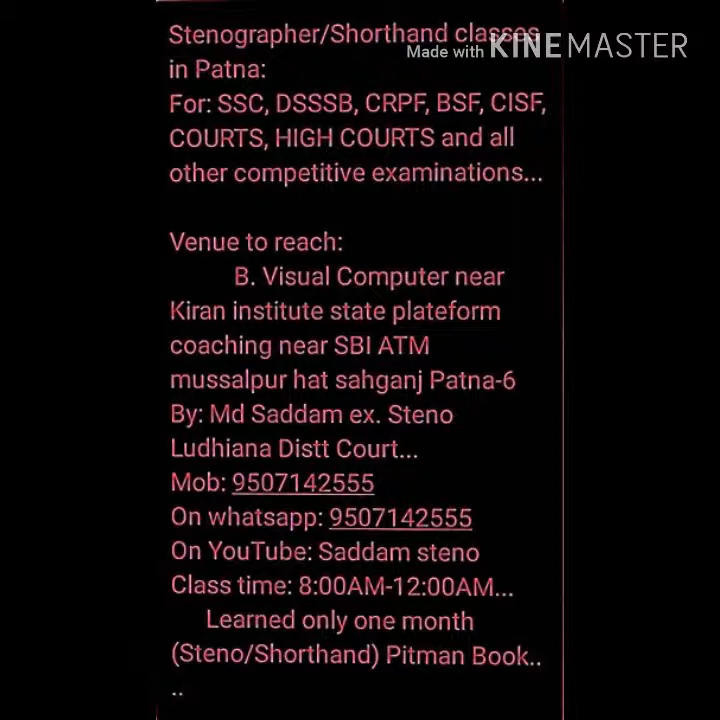 Stenographer/Shorthand classes
Made with KINEMASTER
in Patna:
For: SSC, DSSSB, CRPF, BSF, CISF,
COURTS, HIGH COURTS and all
other competitive examinations...
Venue to reach:
B. Visual Computer near
Kiran institute state plateform
coaching near SBI ATM
mussalpur hat sahganj Patna-6
By: Md Saddam ex. Steno
Ludhiana Distt Court...
Mob: 9507142555
On whatsapp: 9507142555
On YouTube: Saddam steno
Class time: 8:00AM-12:00AM...
Learned only one month
(Steno/Shorthand) Pitman Book..
..